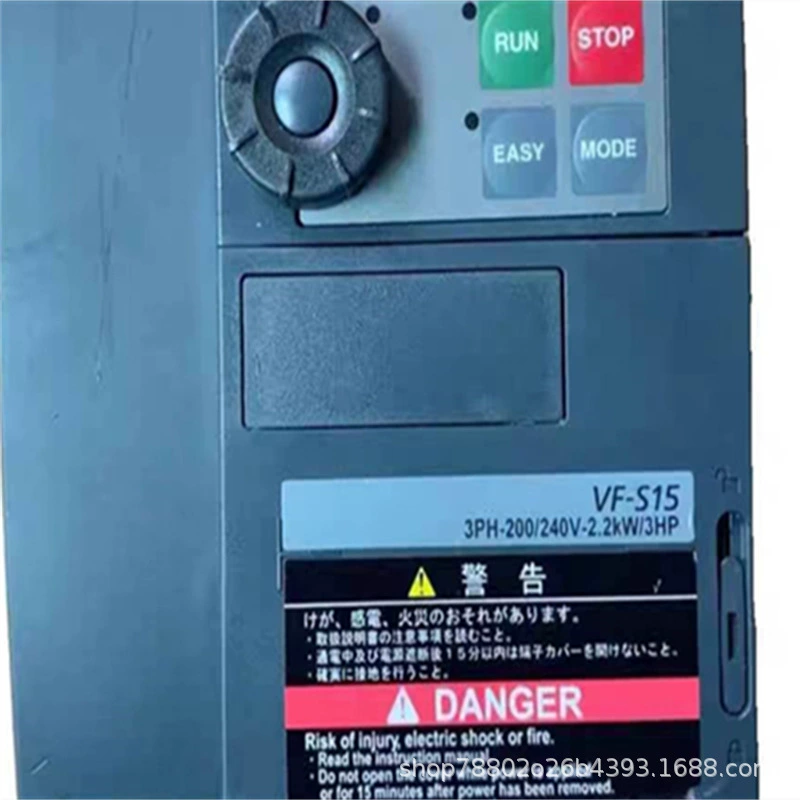 RUN STOP
EASY MODE
VF-S15
3PH-200/240V-2.2kW/3HP
警 告
けが、感電、火災のおそれがあります。
・取扱説明書の注意事項を読むこと。
・通電中及び電源遮断後15分以内は端子カバーを開けないこと。
・確実に接地を行うこと。
DANGER
Risk of injury, electric shock or fire.
・Read the instruction manual.
・Do not open
shop78802o26b4393.1688.com
or for 15 minutes after power has been removed.